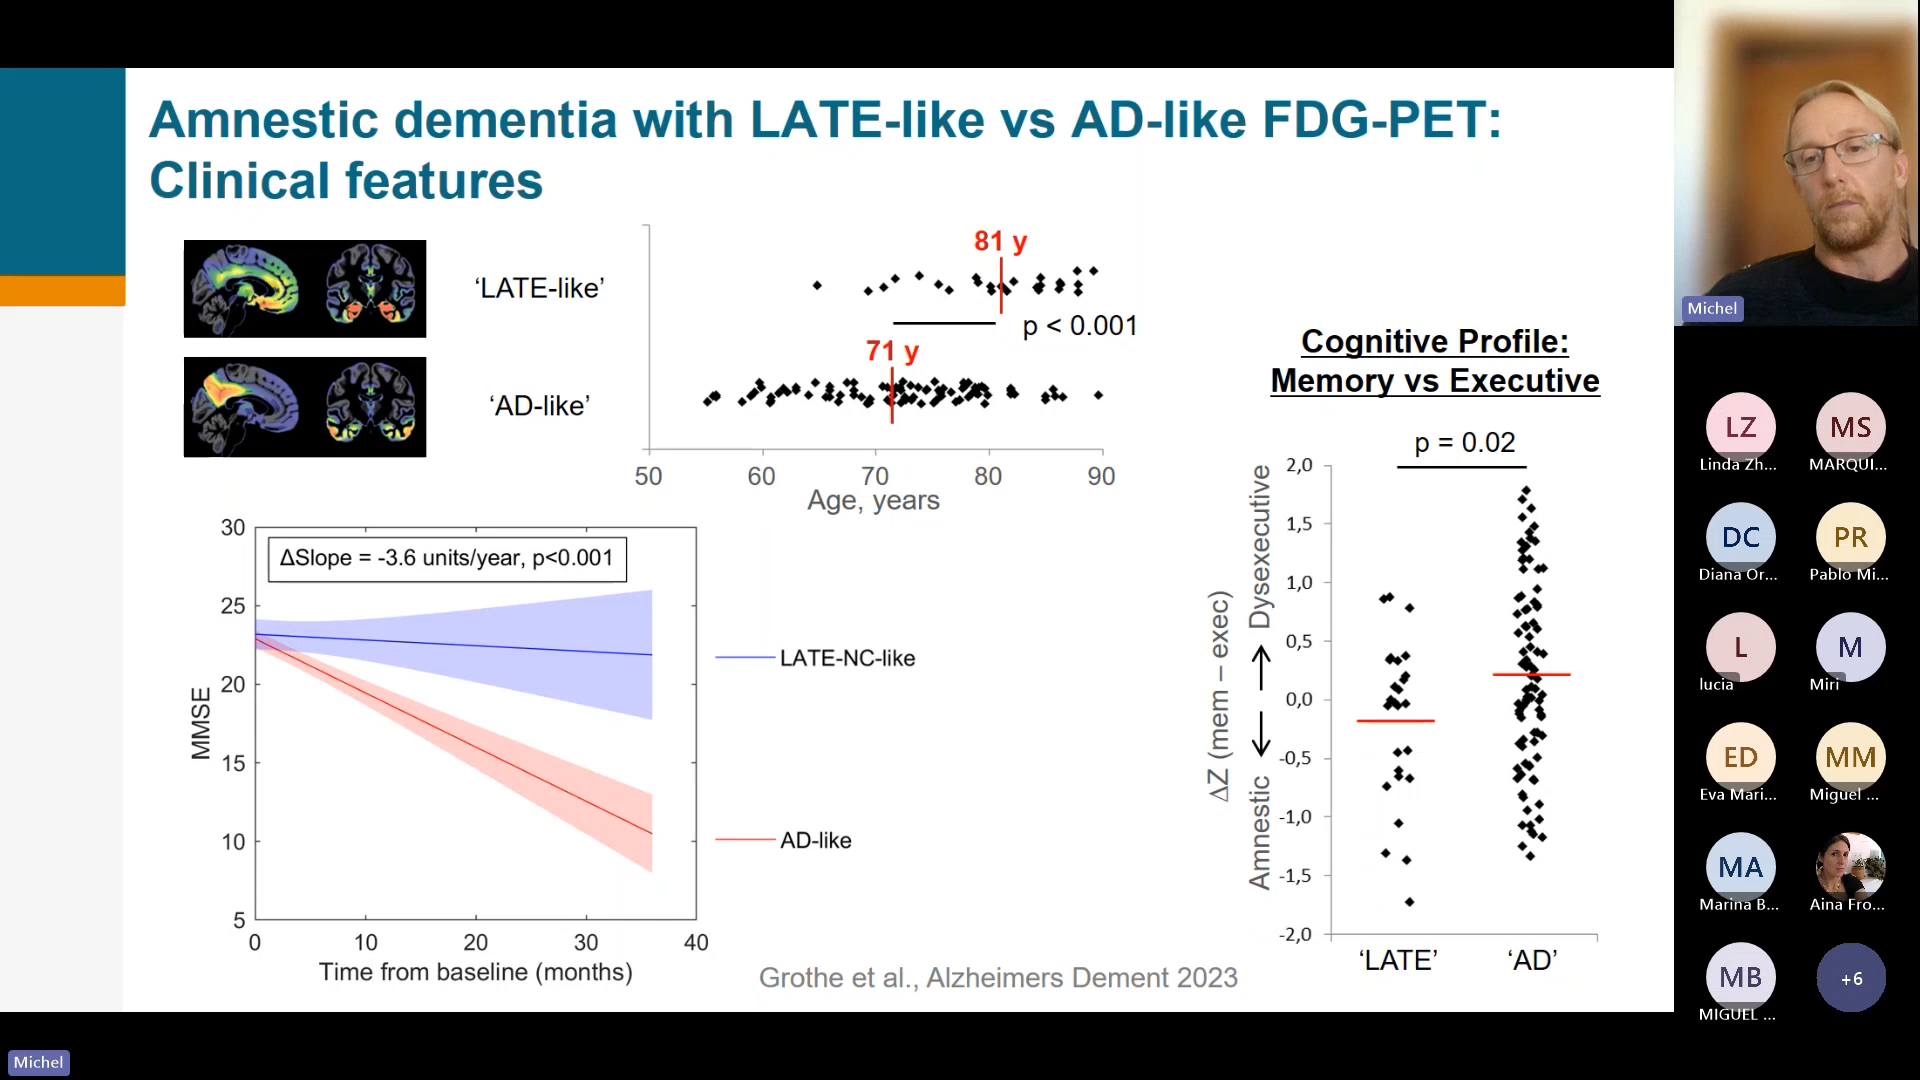 Amnestic dementia with LATE-like vs AD-like FDG-PET:
Clinical features
‘LATE-like’
‘AD-like’
81 y
p < 0.001
71 y
50 60 70 80 90
Age, years
30
25
20
15
10
5
MMSE
ΔSlope = -3.6 units/year, p<0.001
LATE-NC-like
AD-like
0 10 20 30 40
Time from baseline (months)
Grothe et al., Alzheimers Dement 2023
Cognitive Profile:
Memory vs Executive
p = 0.02
ΔZ (mem – exec)
Amnestic
Dysexecutive
2,0
1,5
1,0
0,5
0,0
-0,5
-1,0
-1,5
-2,0
‘LATE’ ‘AD’
Michel
LZ MS
Linda Zh... MARQUI...
DC PR
Diana Or... Pablo Mi...
L M
lucia Miri
ED MM
Eva Mari... Miguel ...
MA
Marina B... Aina Fro...
MB +6
MIGUEL ...
Michel